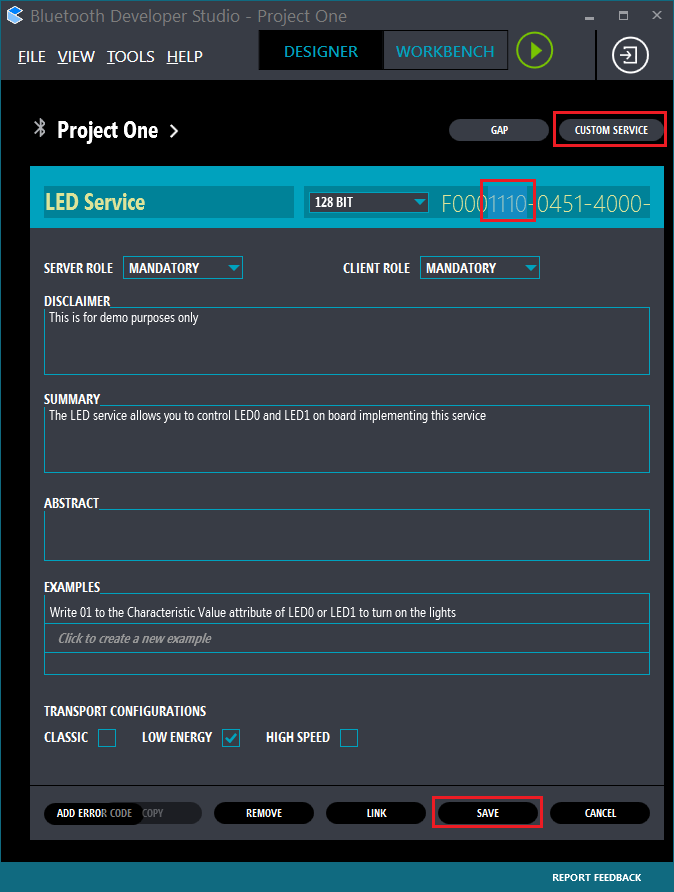 Bluetooth Developer Studio - Project One
FILE VIEW TOOLS HELP DESIGNER WORKBENCH
Project One > GAP CUSTOM SERVICE
LED Service 128 BIT F0001110-0451-4000-
SERVER ROLE MANDATORY CLIENT ROLE MANDATORY
DISCLAIMER
This is for demo purposes only
SUMMARY
The LED service allows you to control LED0 and LED1 on board implementing this service
ABSTRACT
EXAMPLES
Write 01 to the Characteristic Value attribute of LED0 or LED1 to turn on the lights
Click to create a new example
TRANSPORT CONFIGURATIONS
CLASSIC LOW ENERGY HIGH SPEED
ADD ERROR CODE COPY REMOVE LINK SAVE CANCEL
REPORT FEEDBACK